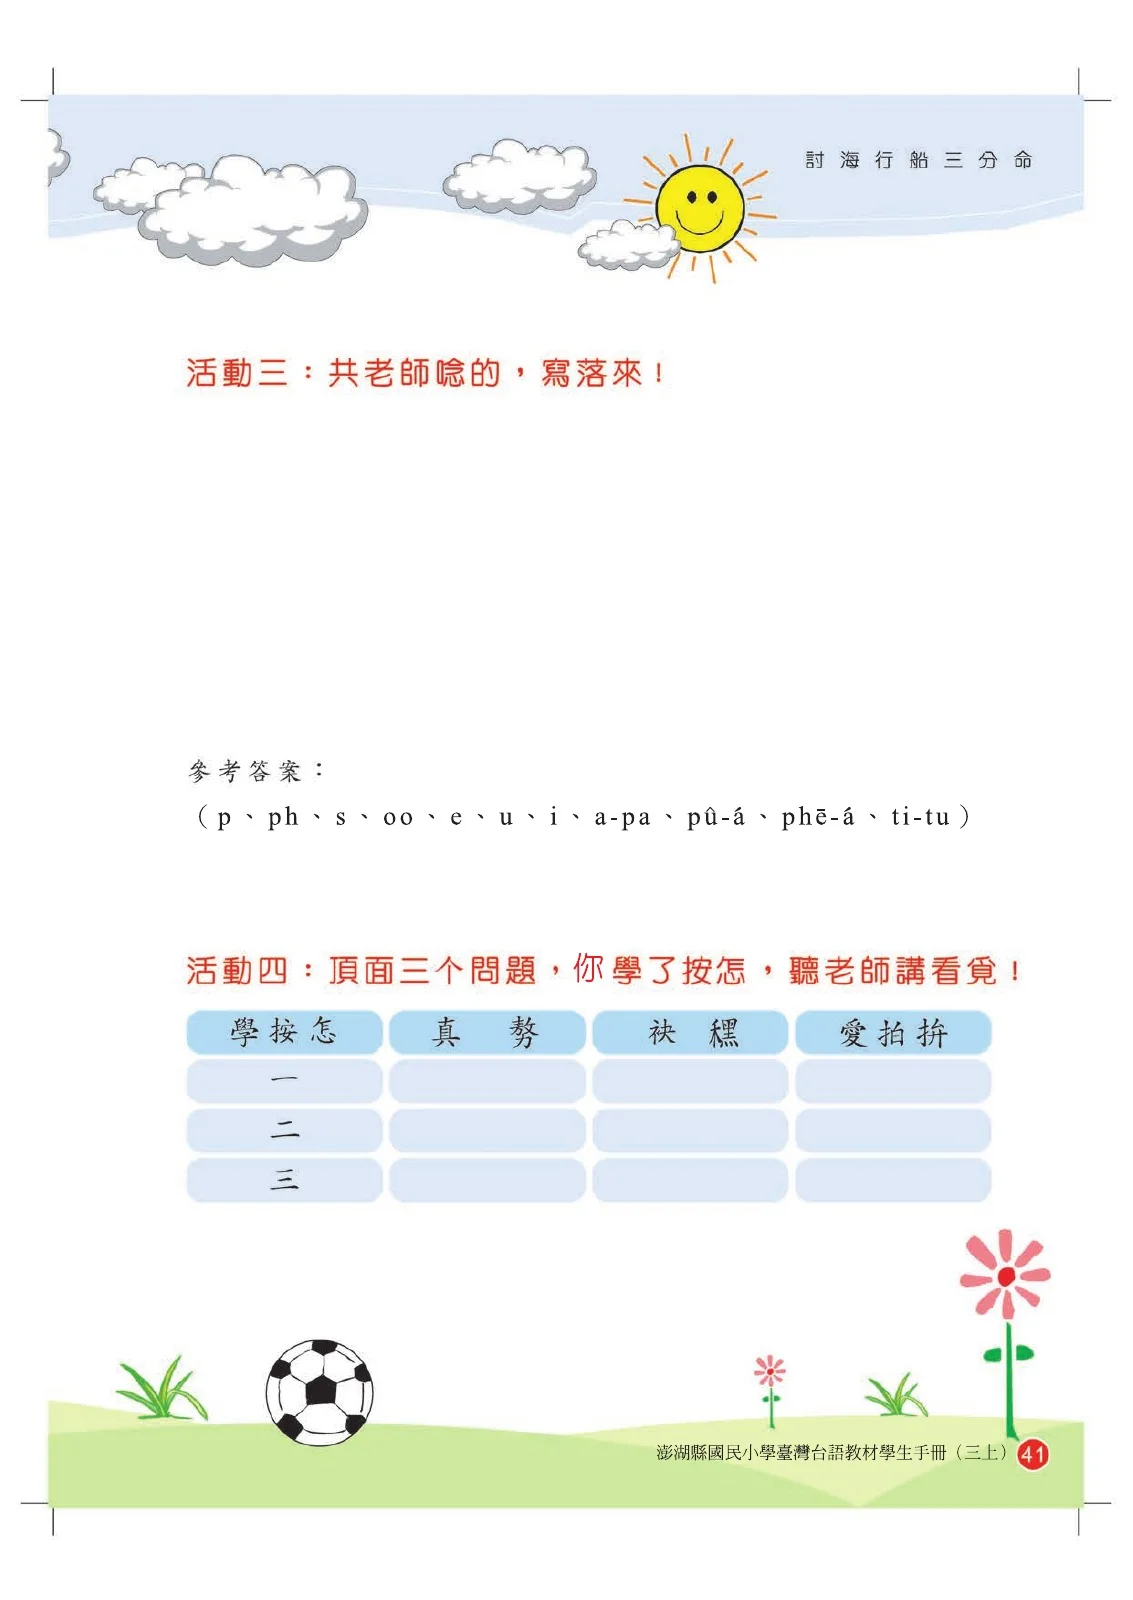 討海行船三分命
活動三：共老師唸的，寫落來！
參考答案：
（p、ph、s、oo、e、u、i、a-pa、pû-á、phē-á、ti-tu）
活動四：頂面三个問題，你學了按怎，聽老師講看覓！
學按怎 真 勥 袂 穤 愛拍拚
一
二
三
澎湖縣國民小學臺灣台語教材學生手冊（三上） 41